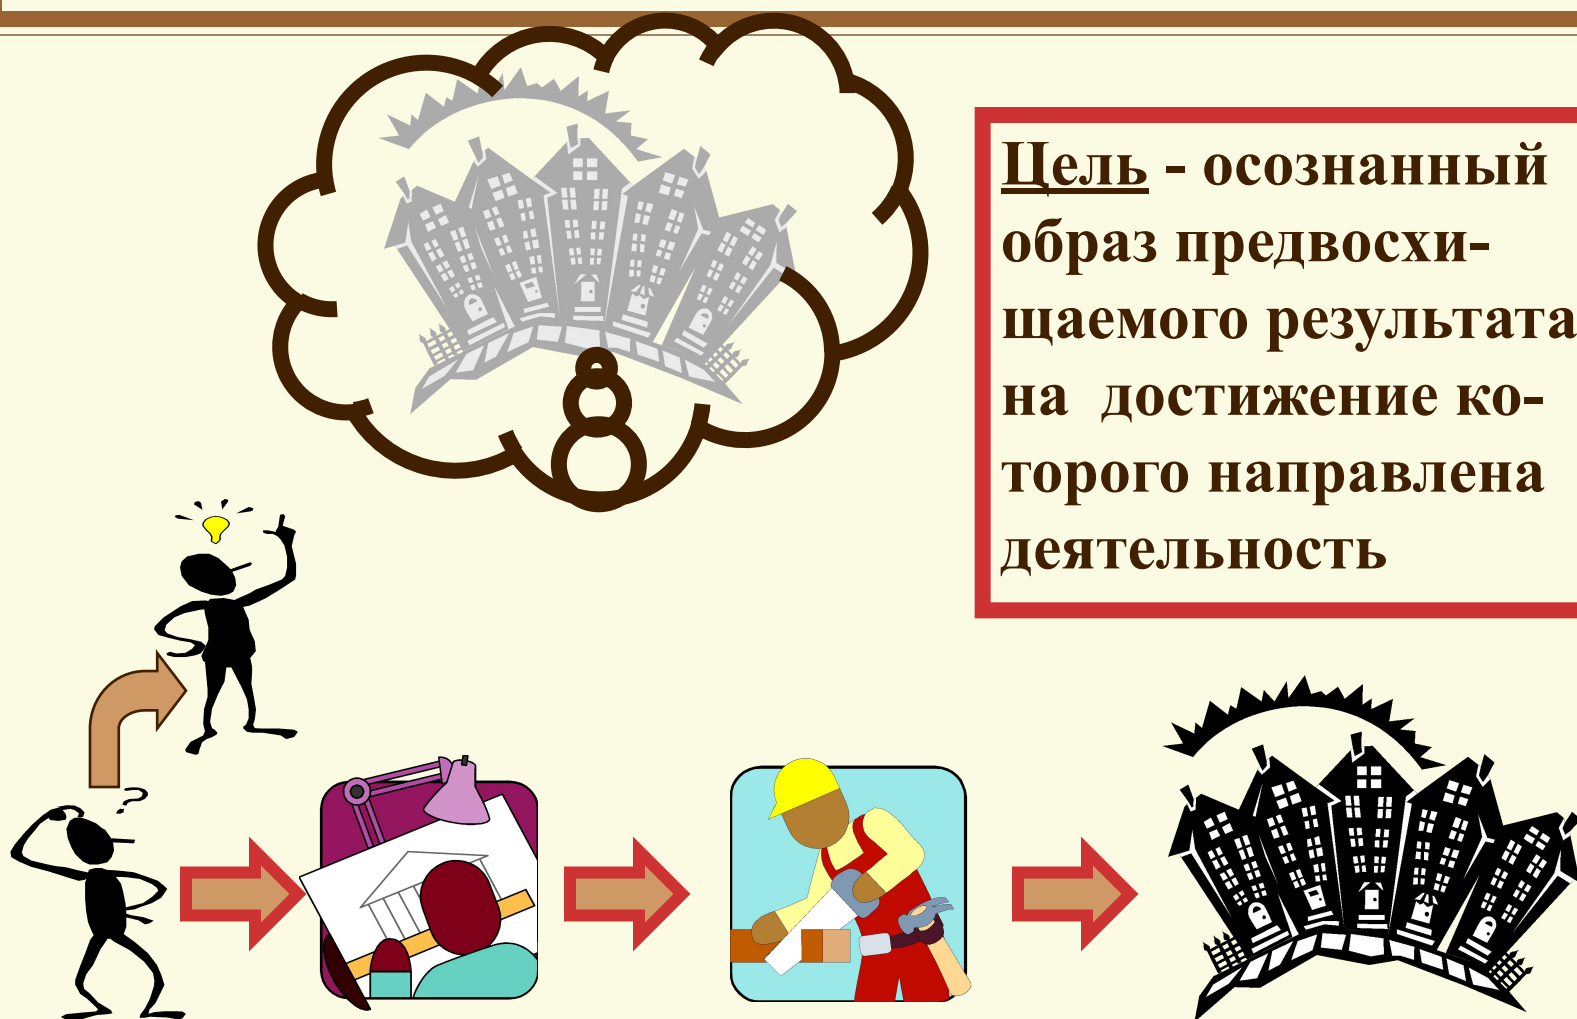 Цель - осознанный
образ предвосхи-
щаемого результата
на  достижение ко-
торого направлена
деятельность
?